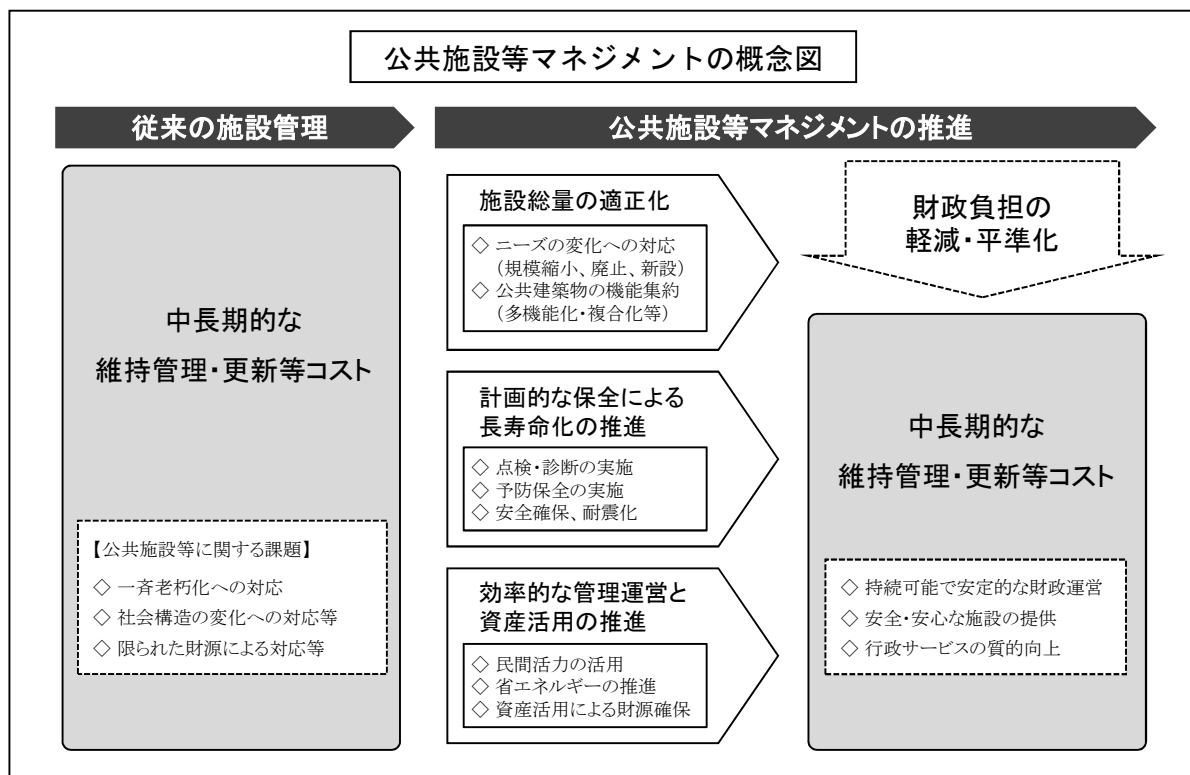 公共施設等マネジメントの概念図
従来の施設管理
公共施設等マネジメントの推進
中長期的な
維持管理・更新等コスト
【公共施設等に関する課題】
◇ 一斉老朽化への対応
◇ 社会構造の変化への対応等
◇ 限られた財源による対応等
施設総量の適正化
◇ ニーズの変化への対応
(規模縮小、廃止、新設)
◇ 公共建築物の機能集約
(多機能化・複合化等)
計画的な保全による
長寿命化の推進
◇ 点検・診断の実施
◇ 予防保全の実施
◇ 安全確保、耐震化
効率的な管理運営と
資産活用の推進
◇ 民間活力の活用
◇ 省エネルギーの推進
◇ 資産活用による財源確保
財政負担の
軽減・平準化
中長期的な
維持管理・更新等コスト
◇ 持続可能で安定的な財政運営
◇ 安全・安心な施設の提供
◇ 行政サービスの質的向上